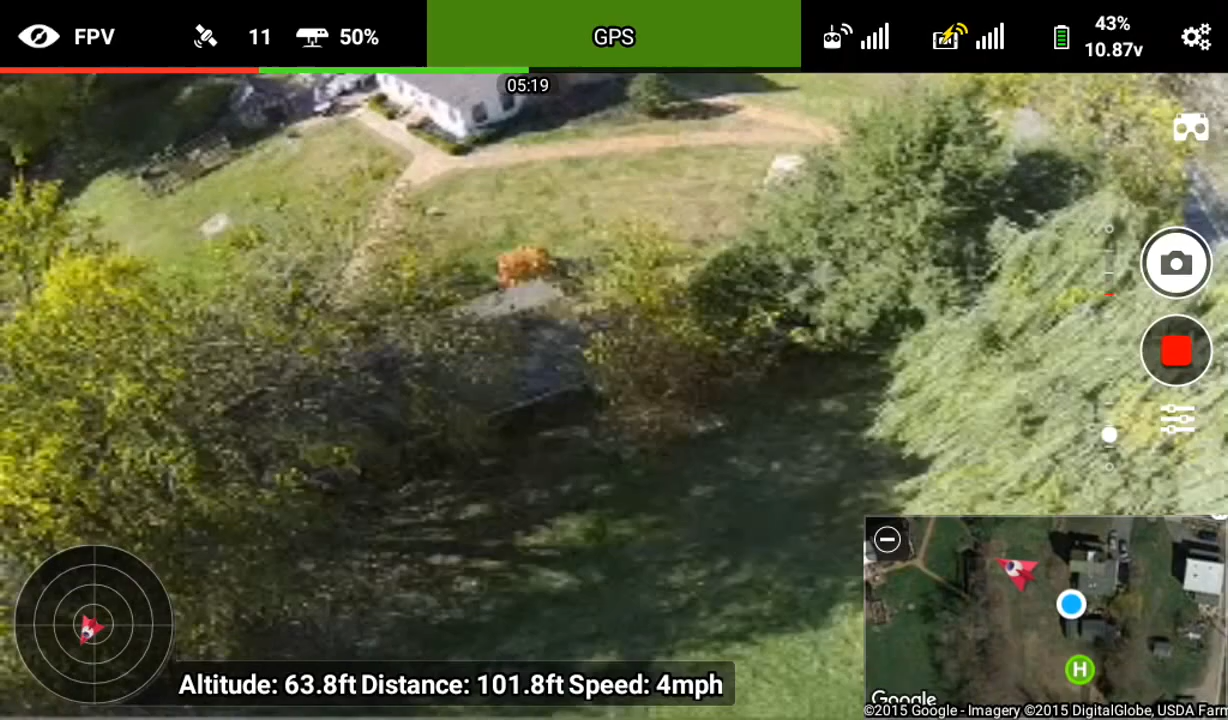 FPV 11 50% GPS 43%
10.87v
05:19
H
Altitude: 63.8ft Distance: 101.8ft Speed: 4mph
Google
©2015 Google - Imagery ©2015 DigitalGlobe, USDA Farm